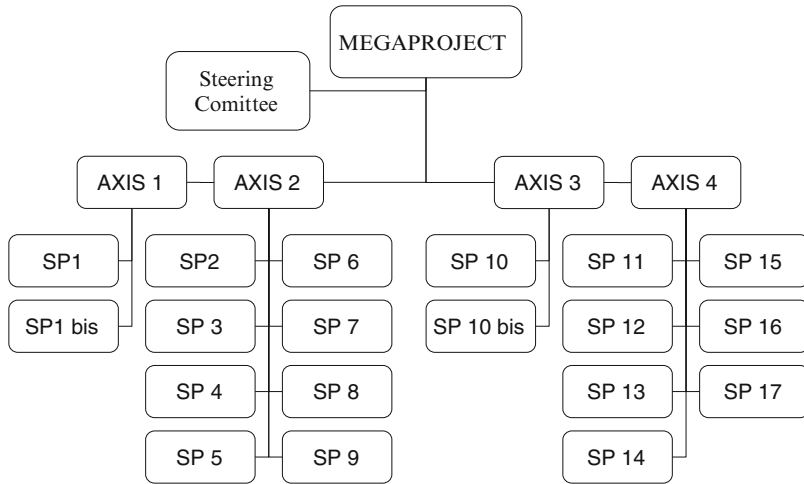 MEGAPROJECT
Steering
Comittee
AXIS 1
AXIS 2
AXIS 3
AXIS 4
SP1
SP2
SP 6
SP 10
SP 11
SP 15
SP1 bis
SP 3
SP 7
SP 10 bis
SP 12
SP 16
SP 4
SP 8
SP 13
SP 17
SP 5
SP 9
SP 14